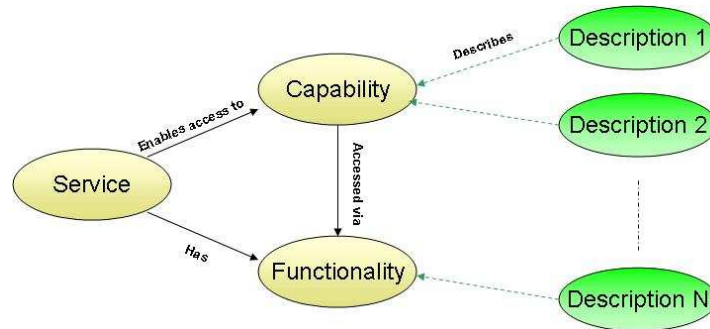 Description 1
Describes
Capability
Description 2
Enables access to
Accessed via
Service
Has
Functionality
Description N